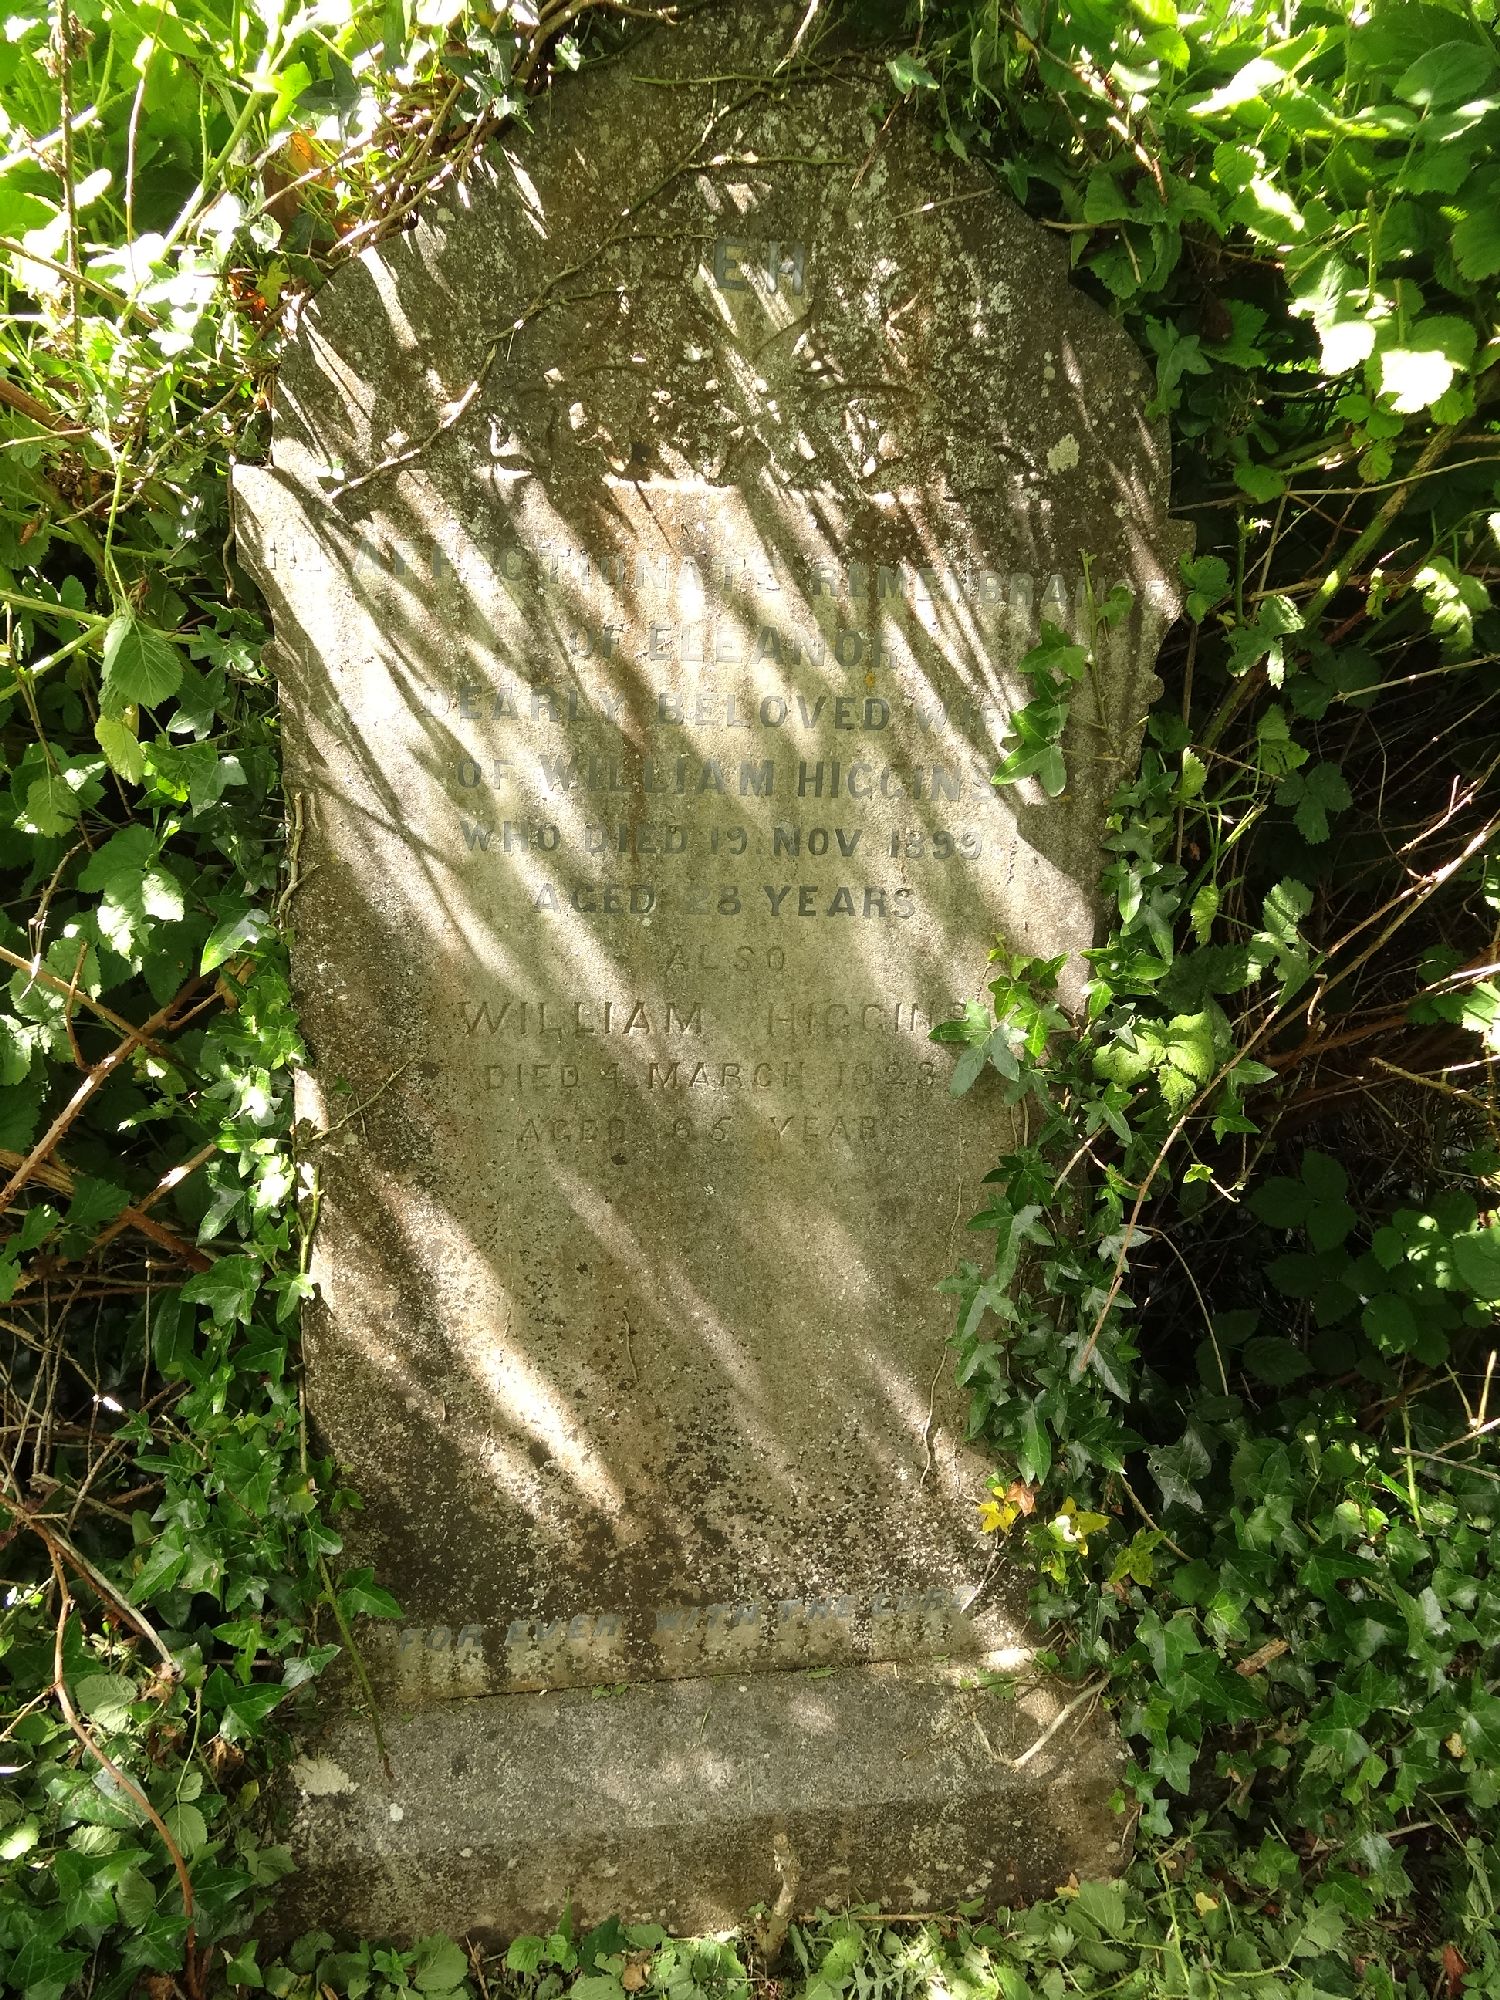 EH
IN AFFECTIONATE REMEMBRANCE
OF ELEANOR
DEARLY BELOVED WIFE
OF WILLIAM HIGGINS
WHO DIED 19 NOV. 1899
AGED 28 YEARS
ALSO
WILLIAM HIGGINS
DIED 4 MARCH 1928
AGED 66 YEARS
FOR EVER WITH THE LORD